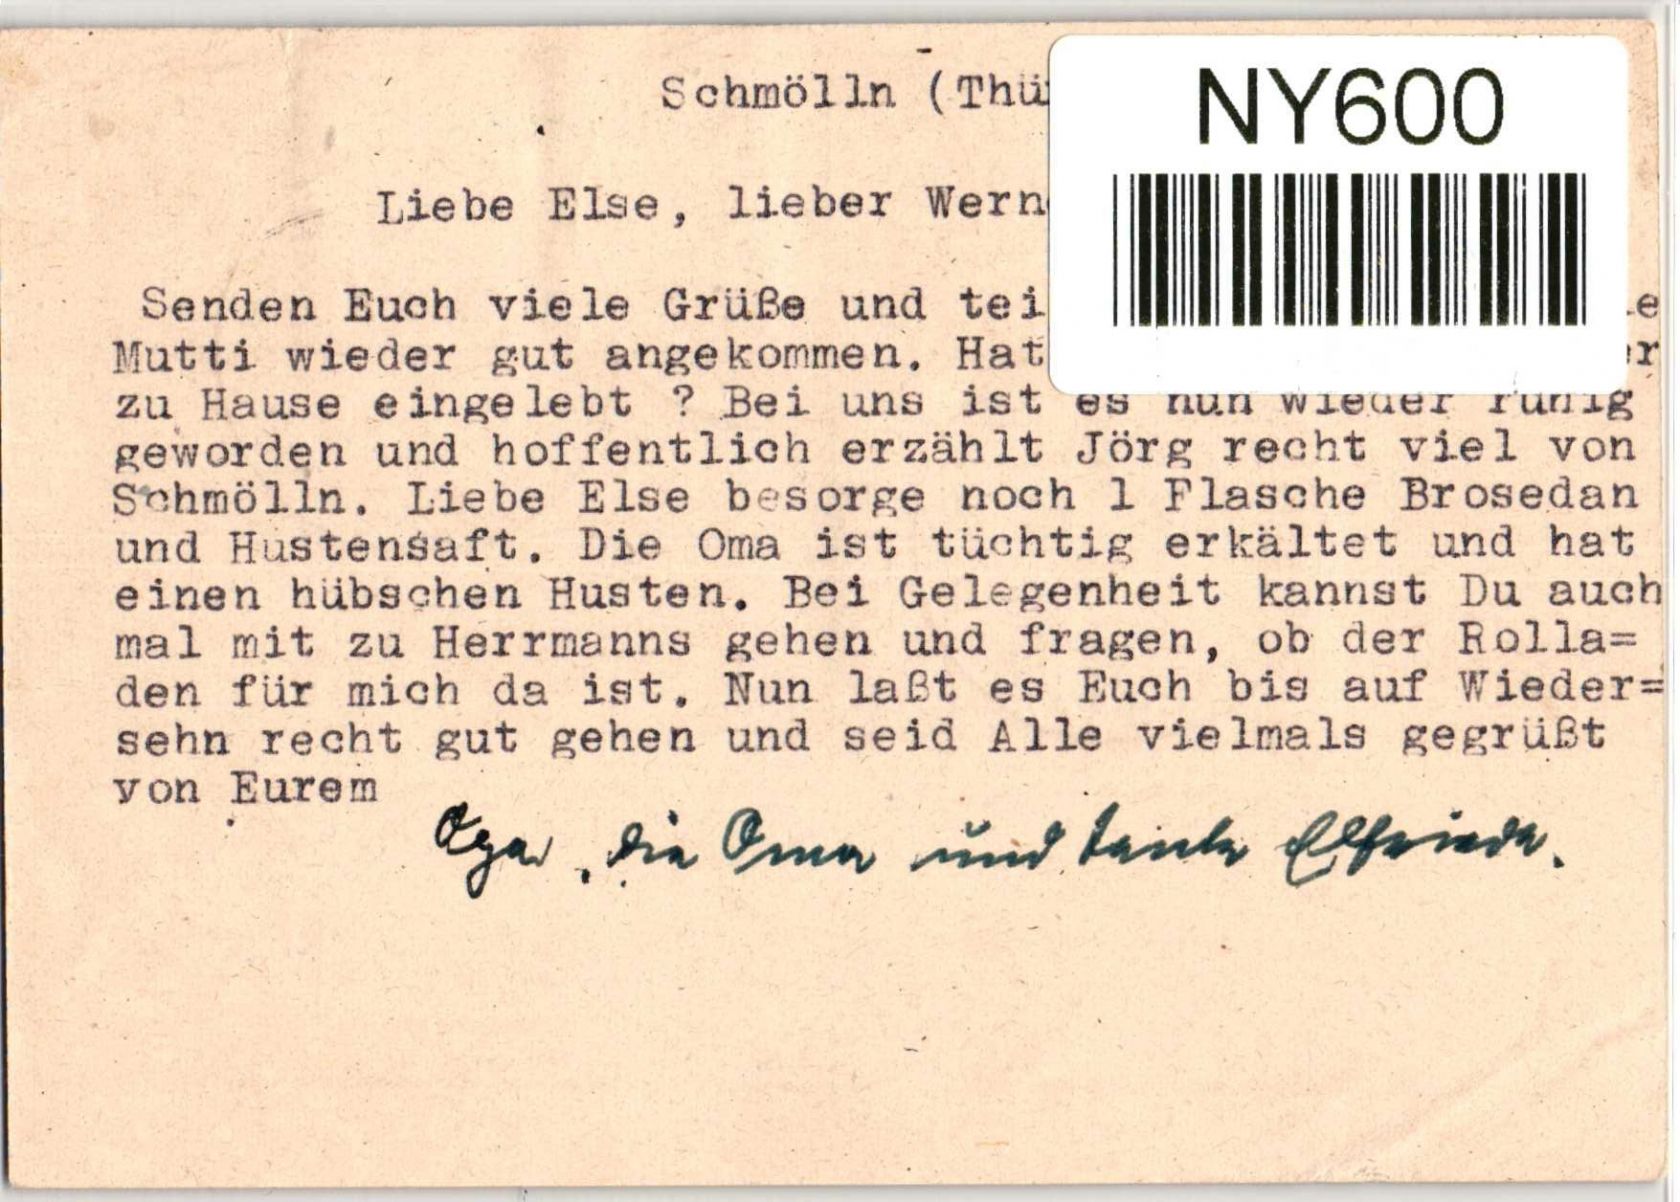 Schmölln (Thü
NY600
Liebe Else, lieber Wern
Senden Euch viele Grüße und tei
Mutti wieder gut angekommen. Hat
zu Hause eingelebt ? Bei uns ist es nun wieder ruhig
geworden und hoffentlich erzählt Jörg recht viel von
Schmölln. Liebe Else besorge noch 1 Flasche Brosedan
und Hustensaft. Die Oma ist tüchtig erkältet und hat
einen hübschen Husten. Bei Gelegenheit kannst Du auch
mal mit zu Herrmanns gehen und fragen, ob der Rolla=
den für mich da ist. Nun laßt es Euch bis auf Wieder=
sehn recht gut gehen und seid Alle vielmals gegrüßt
von Eurem
Opa, die Oma und Tante Elfriede.